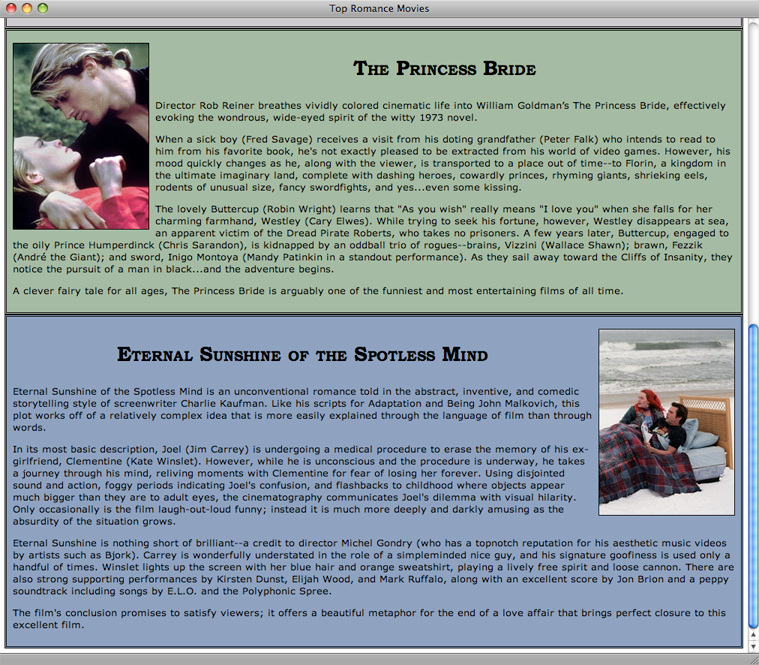 Top Romance Movies
The Princess Bride
Director Rob Reiner breathes vividly colored cinematic life into William Goldman's The Princess Bride, effectively
evoking the wondrous, wide-eyed spirit of the witty 1973 novel.
When a sick boy (Fred Savage) receives a visit from his doting grandfather (Peter Falk) who intends to read to
him from his favorite book, he's not exactly pleased to be extracted from his world of video games. However, his
mood quickly changes as he, along with the viewer, is transported to a place out of time--to Florin, a kingdom in
the ultimate imaginary land, complete with dashing heroes, cowardly princes, rhyming giants, shrieking eels,
rodents of unusual size, fancy swordfights, and yes...even some kissing.
The lovely Buttercup (Robin Wright) learns that "As you wish" really means "I love you" when she falls for her
charming farmhand, Westley (Cary Elwes). While trying to seek his fortune, however, Westley disappears at sea,
an apparent victim of the Dread Pirate Roberts, who takes no prisoners. A few years later, Buttercup, engaged to
the oily Prince Humperdinck (Chris Sarandon), is kidnapped by an oddball trio of rogues--brains, Vizzini (Wallace Shawn); brawn, Fezzik
(André the Giant); and sword, Inigo Montoya (Mandy Patinkin in a standout performance). As they sail away toward the Cliffs of Insanity, they
notice the pursuit of a man in black...and the adventure begins.
A clever fairy tale for all ages, The Princess Bride is arguably one of the funniest and most entertaining films of all time.
Eternal Sunshine of the Spotless Mind
Eternal Sunshine of the Spotless Mind is an unconventional romance told in the abstract, inventive, and comedic
storytelling style of screenwriter Charlie Kaufman. Like his scripts for Adaptation and Being John Malkovich, this
plot works off of a relatively complex idea that is more easily explained through the language of film than through
words.
In its most basic description, Joel (Jim Carrey) is undergoing a medical procedure to erase the memory of his ex-
girlfriend, Clementine (Kate Winslet). However, while he is unconscious and the procedure is underway, he takes
a journey through his mind, reliving moments with Clementine for fear of losing her forever. Using disjointed
sound and action, foggy periods indicating Joel's confusion, and flashbacks to childhood where objects appear
much bigger than they are to adult eyes, the cinematography communicates Joel's dilemma with visual hilarity.
Only occasionally is the film laugh-out-loud funny; instead it is much more deeply and darkly amusing as the
absurdity of the situation grows.
Eternal Sunshine is nothing short of brilliant--a credit to director Michel Gondry (who has a topnotch reputation for his aesthetic music videos
by artists such as Bjork). Carrey is wonderfully understated in the role of a simpleminded nice guy, and his signature goofiness is used only a
handful of times. Winslet lights up the screen with her blue hair and orange sweatshirt, playing a lively free spirit and loose cannon. There are
also strong supporting performances by Kirsten Dunst, Elijah Wood, and Mark Ruffalo, along with an excellent score by Jon Brion and a peppy
soundtrack including songs by E.L.O. and the Polyphonic Spree.
The film's conclusion promises to satisfy viewers; it offers a beautiful metaphor for the end of a love affair that brings perfect closure to this
excellent film.